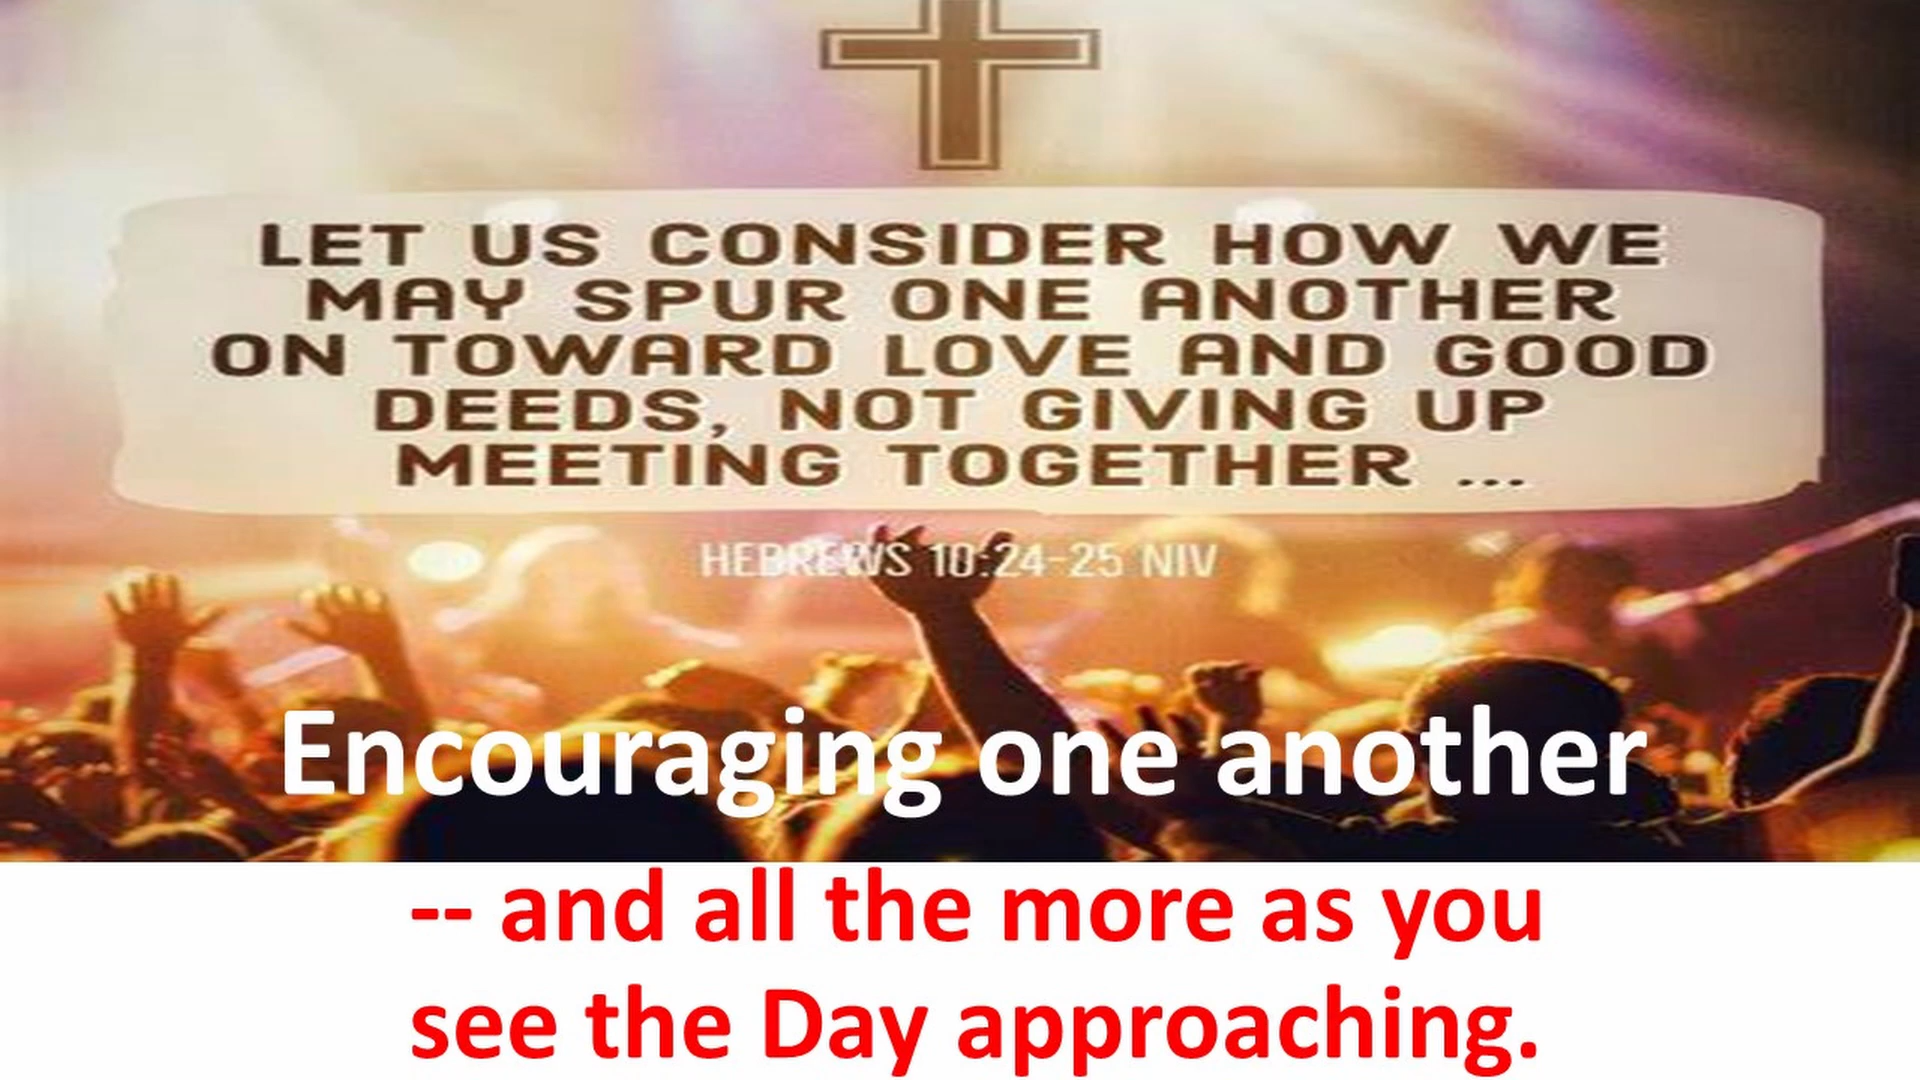 LET US CONSIDER HOW WE
MAY SPUR ONE ANOTHER
ON TOWARD LOVE AND GOOD
DEEDS, NOT GIVING UP
MEETING TOGETHER ...
HEBREWS 10:24-25 NIV
Encouraging one another
-- and all the more as you
see the Day approaching.